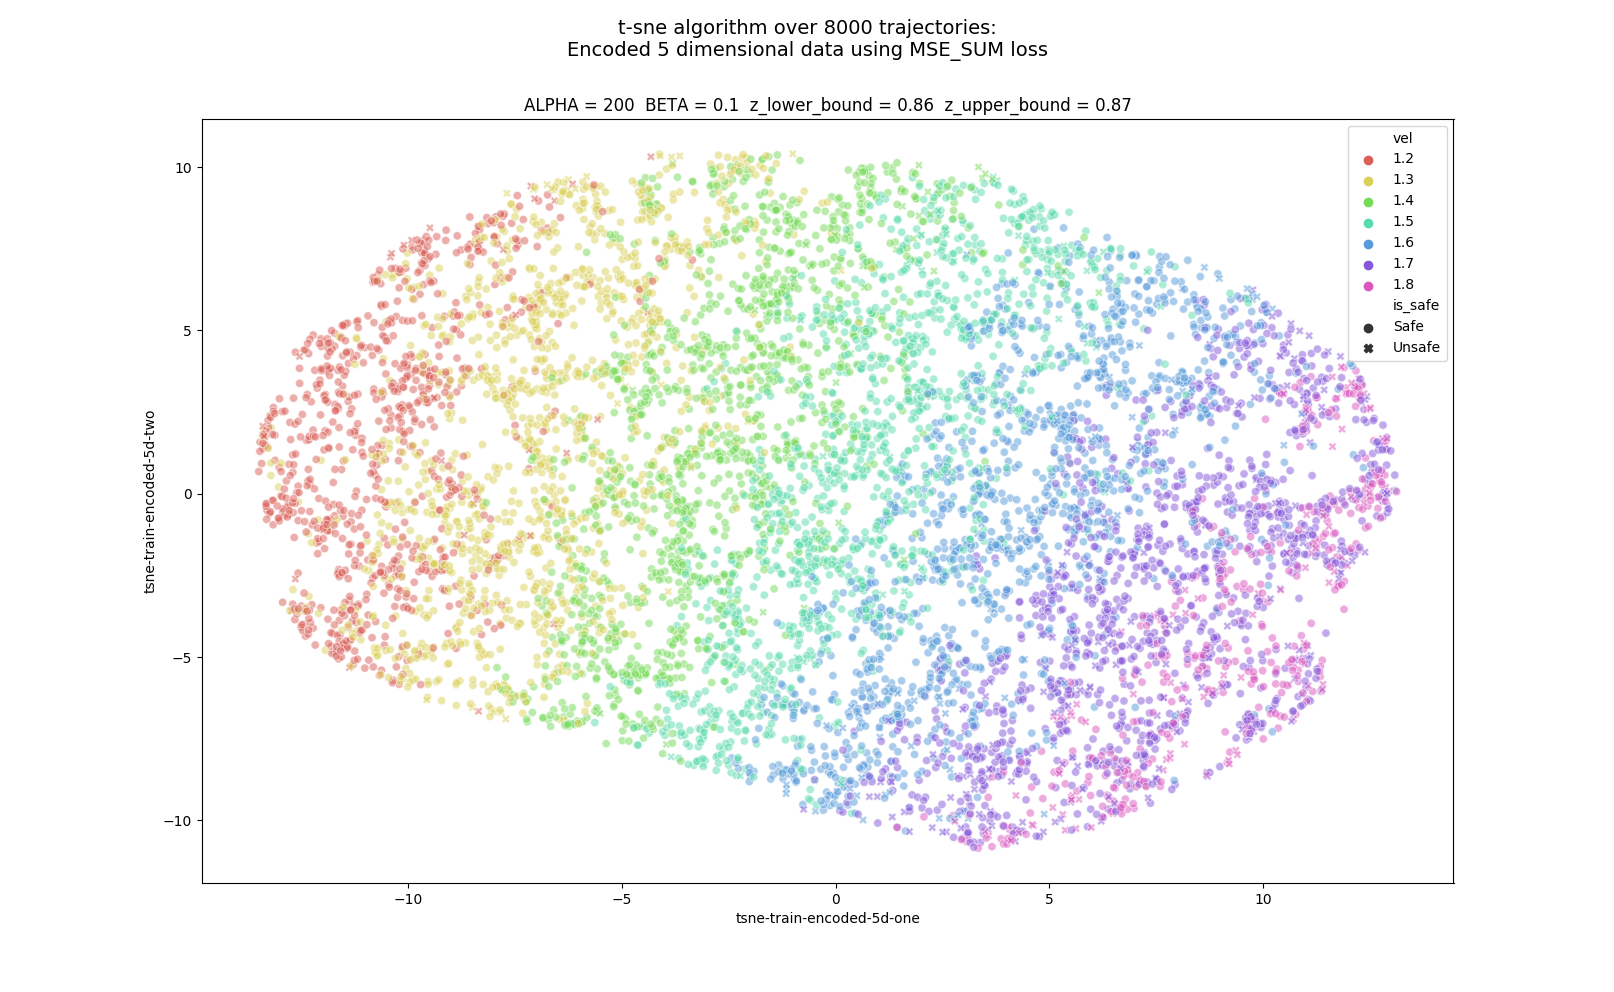 t-sne algorithm over 8000 trajectories:
Encoded 5 dimensional data using MSE_SUM loss
ALPHA = 200  BETA = 0.1  z_lower_bound = 0.86  z_upper_bound = 0.87
vel
1.2
1.3
1.4
1.5
1.6
1.7
1.8
is_safe
Safe
Unsafe
10
5
0
−5
−10
tsne-train-encoded-5d-two
−10
−5
0
5
10
tsne-train-encoded-5d-one